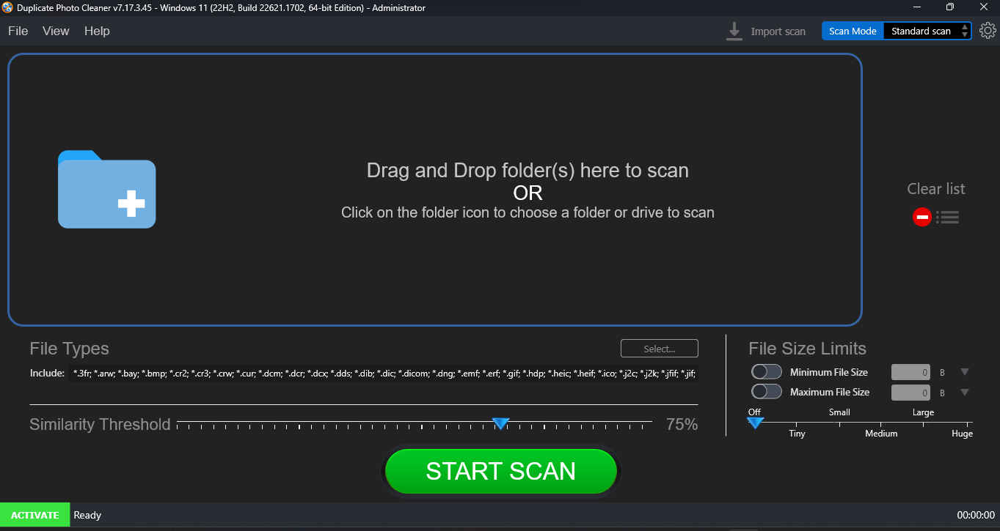 Duplicate Photo Cleaner v7.17.3.45 - Windows 11 (22H2, Build 22621.1702, 64-bit Edition) - Administrator
File View Help Import scan Scan Mode Standard scan
Drag and Drop folder(s) here to scan
OR
Click on the folder icon to choose a folder or drive to scan
Clear list
File Types Select...
Include: *.3fr; *.arw; *.bay; *.bmp; *.cr2; *.cr3; *.crw; *.cur; *.dcm; *.dcr; *.dcx; *.dds; *.dib; *.dic; *.dicom; *.dng; *.emf; *.erf; *.gif; *.hdp; *.heic; *.heif; *.ico; *.j2c; *.j2k; *.jfif; *.jif;
Similarity Threshold 75%
File Size Limits
Minimum File Size 0 B
Maximum File Size 0 B
Off Small Large
Tiny Medium Huge
START SCAN
ACTIVATE Ready 00:00:00